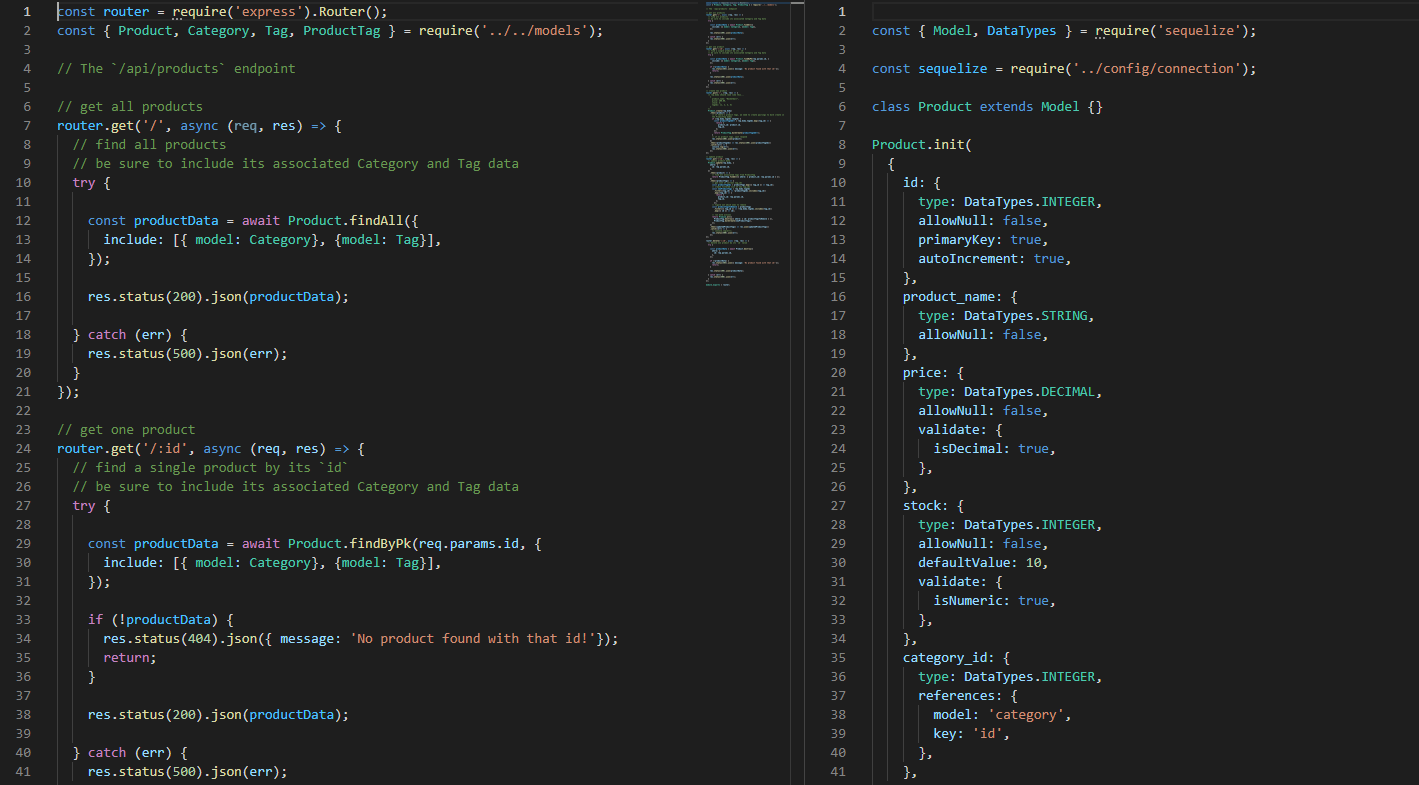 1 const router = require('express').Router();
2 const { Product, Category, Tag, ProductTag } = require('../../models');
3
4 // The `/api/products` endpoint
5
6 // get all products
7 router.get('/', async (req, res) => {
8 // find all products
9 // be sure to include its associated Category and Tag data
10 try {
11
12 const productData = await Product.findAll({
13 include: [{ model: Category}, {model: Tag}],
14 });
15
16 res.status(200).json(productData);
17
18 } catch (err) {
19 res.status(500).json(err);
20 }
21 });
22
23 // get one product
24 router.get('/:id', async (req, res) => {
25 // find a single product by its `id`
26 // be sure to include its associated Category and Tag data
27 try {
28
29 const productData = await Product.findByPk(req.params.id, {
30 include: [{ model: Category}, {model: Tag}],
31 });
32
33 if (!productData) {
34 res.status(404).json({ message: 'No product found with that id!'});
35 return;
36 }
37
38 res.status(200).json(productData);
39
40 } catch (err) {
41 res.status(500).json(err);
1
2 const { Model, DataTypes } = require('sequelize');
3
4 const sequelize = require('../config/connection');
5
6 class Product extends Model {}
7
8 Product.init(
9 {
10 id: {
11 type: DataTypes.INTEGER,
12 allowNull: false,
13 primaryKey: true,
14 autoIncrement: true,
15 },
16 product_name: {
17 type: DataTypes.STRING,
18 allowNull: false,
19 },
20 price: {
21 type: DataTypes.DECIMAL,
22 allowNull: false,
23 validate: {
24 isDecimal: true,
25 },
26 },
27 stock: {
28 type: DataTypes.INTEGER,
29 allowNull: false,
30 defaultValue: 10,
31 validate: {
32 isNumeric: true,
33 },
34 },
35 category_id: {
36 type: DataTypes.INTEGER,
37 references: {
38 model: 'category',
39 key: 'id',
40 },
41 },